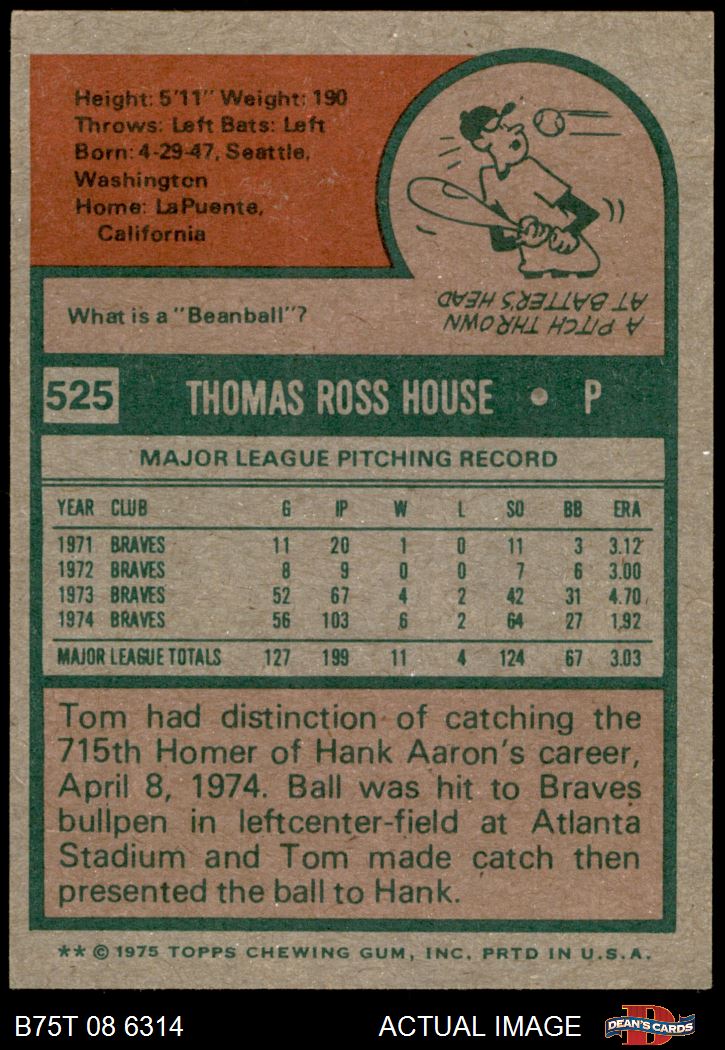 Height: 5'11" Weight: 190
Throws: Left Bats: Left
Born: 4-29-47, Seattle,
Washington
Home: LaPuente,
California
What is a "Beanball"?
A PITCH THROWN
AT BATTER'S HEAD
525 THOMAS ROSS HOUSE • P
MAJOR LEAGUE PITCHING RECORD
YEAR CLUB G IP W L SO BB ERA
1971 BRAVES 11 20 1 0 11 3 3.12
1972 BRAVES 8 9 0 0 7 6 3.00
1973 BRAVES 52 67 4 2 42 31 4.70
1974 BRAVES 56 103 6 2 64 27 1.92
MAJOR LEAGUE TOTALS 127 199 11 4 124 67 3.03
Tom had distinction of catching the
715th Homer of Hank Aaron's career,
April 8, 1974. Ball was hit to Braves
bullpen in leftcenter-field at Atlanta
Stadium and Tom made catch then
presented the ball to Hank.
** © 1975 TOPPS CHEWING GUM, INC. PRTD IN U.S.A.
B75T 08 6314 ACTUAL IMAGE
D
DEAN'S CARDS